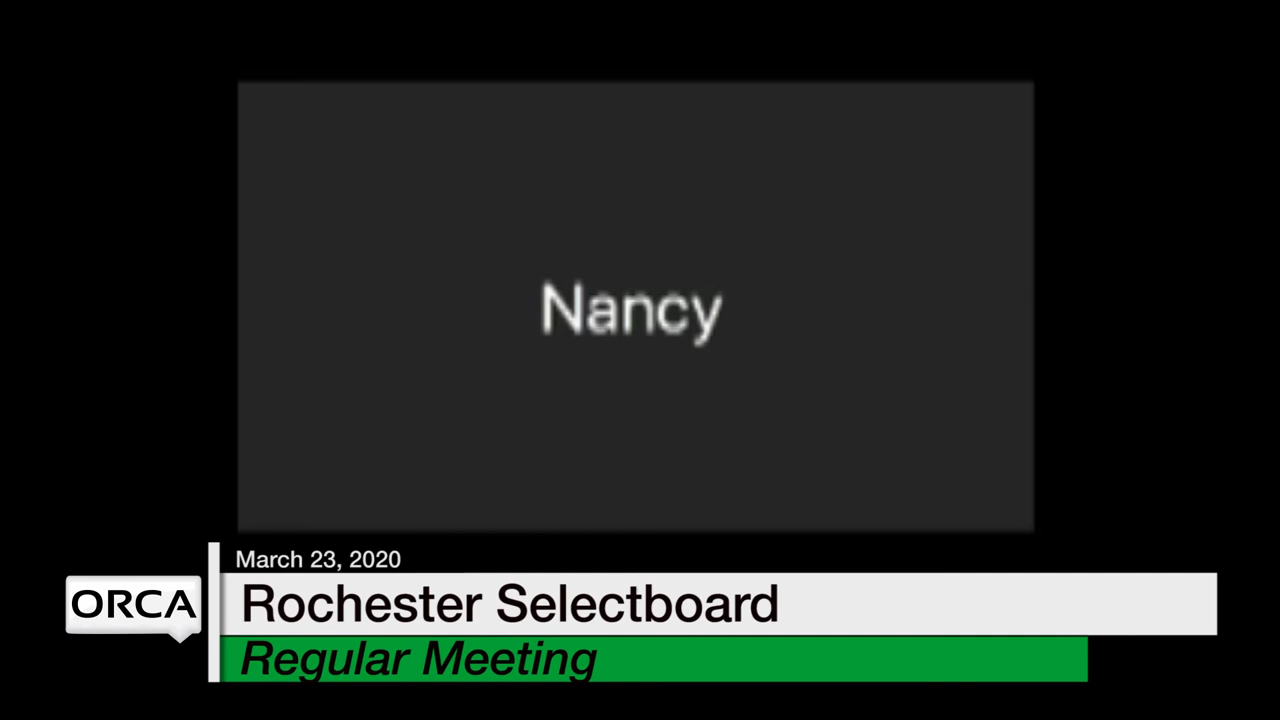 Nancy
March 23, 2020
ORCA
Rochester Selectboard
Regular Meeting